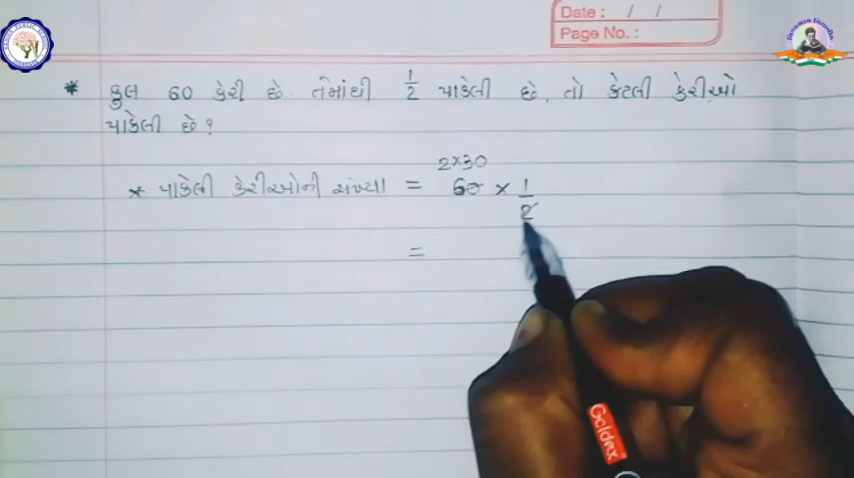 Date : / /
Page No. :
* કુલ 60 કેરી છે. તેમાંથી 1/2 પાકેલી છે, તો કેટલી કેરીઓ
પાકેલી છે?
2×30
* પાકેલી કેરીઓની સંખ્યા = 60 × 1/2
=
Goldex